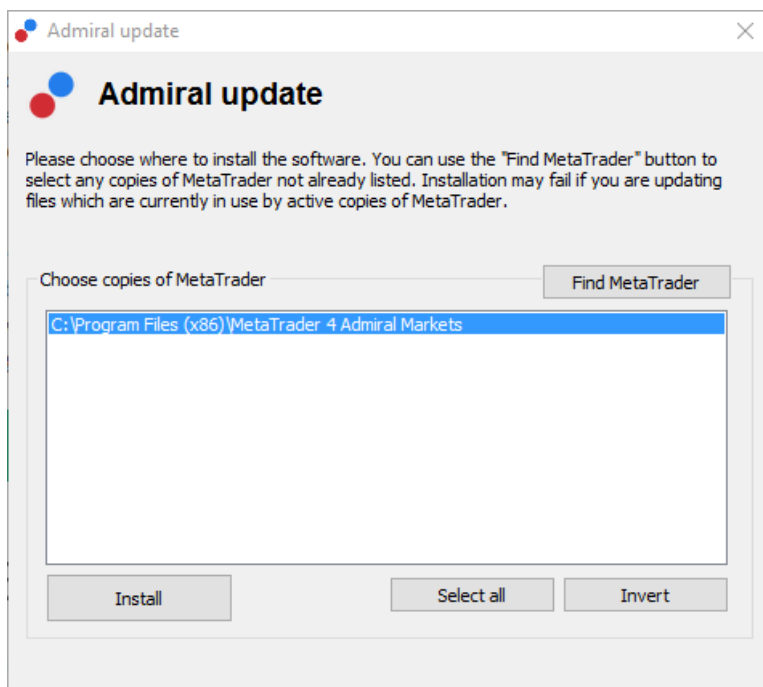 Admiral update
Admiral update
Please choose where to install the software. You can use the "Find MetaTrader" button to
select any copies of MetaTrader not already listed. Installation may fail if you are updating
files which are currently in use by active copies of MetaTrader.
Choose copies of MetaTrader
Find MetaTrader
C:\Program Files (x86)\MetaTrader 4 Admiral Markets
Install
Select all
Invert